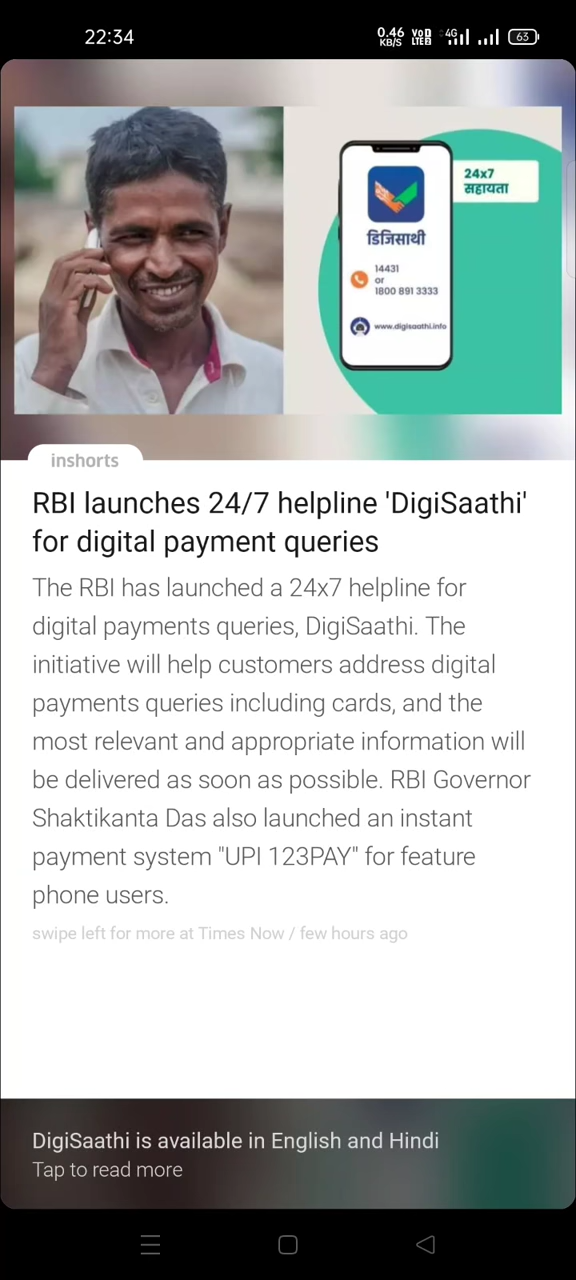 22:34
0.46
KB/S
VoD
LTE2
4G
63
24x7
सहायता
डिजिसाथी
14431
or
1800 891 3333
www.digisaathi.info
inshorts
RBI launches 24/7 helpline 'DigiSaathi'
for digital payment queries
The RBI has launched a 24x7 helpline for
digital payments queries, DigiSaathi. The
initiative will help customers address digital
payments queries including cards, and the
most relevant and appropriate information will
be delivered as soon as possible. RBI Governor
Shaktikanta Das also launched an instant
payment system "UPI 123PAY" for feature
phone users.
swipe left for more at Times Now / few hours ago
DigiSaathi is available in English and Hindi
Tap to read more